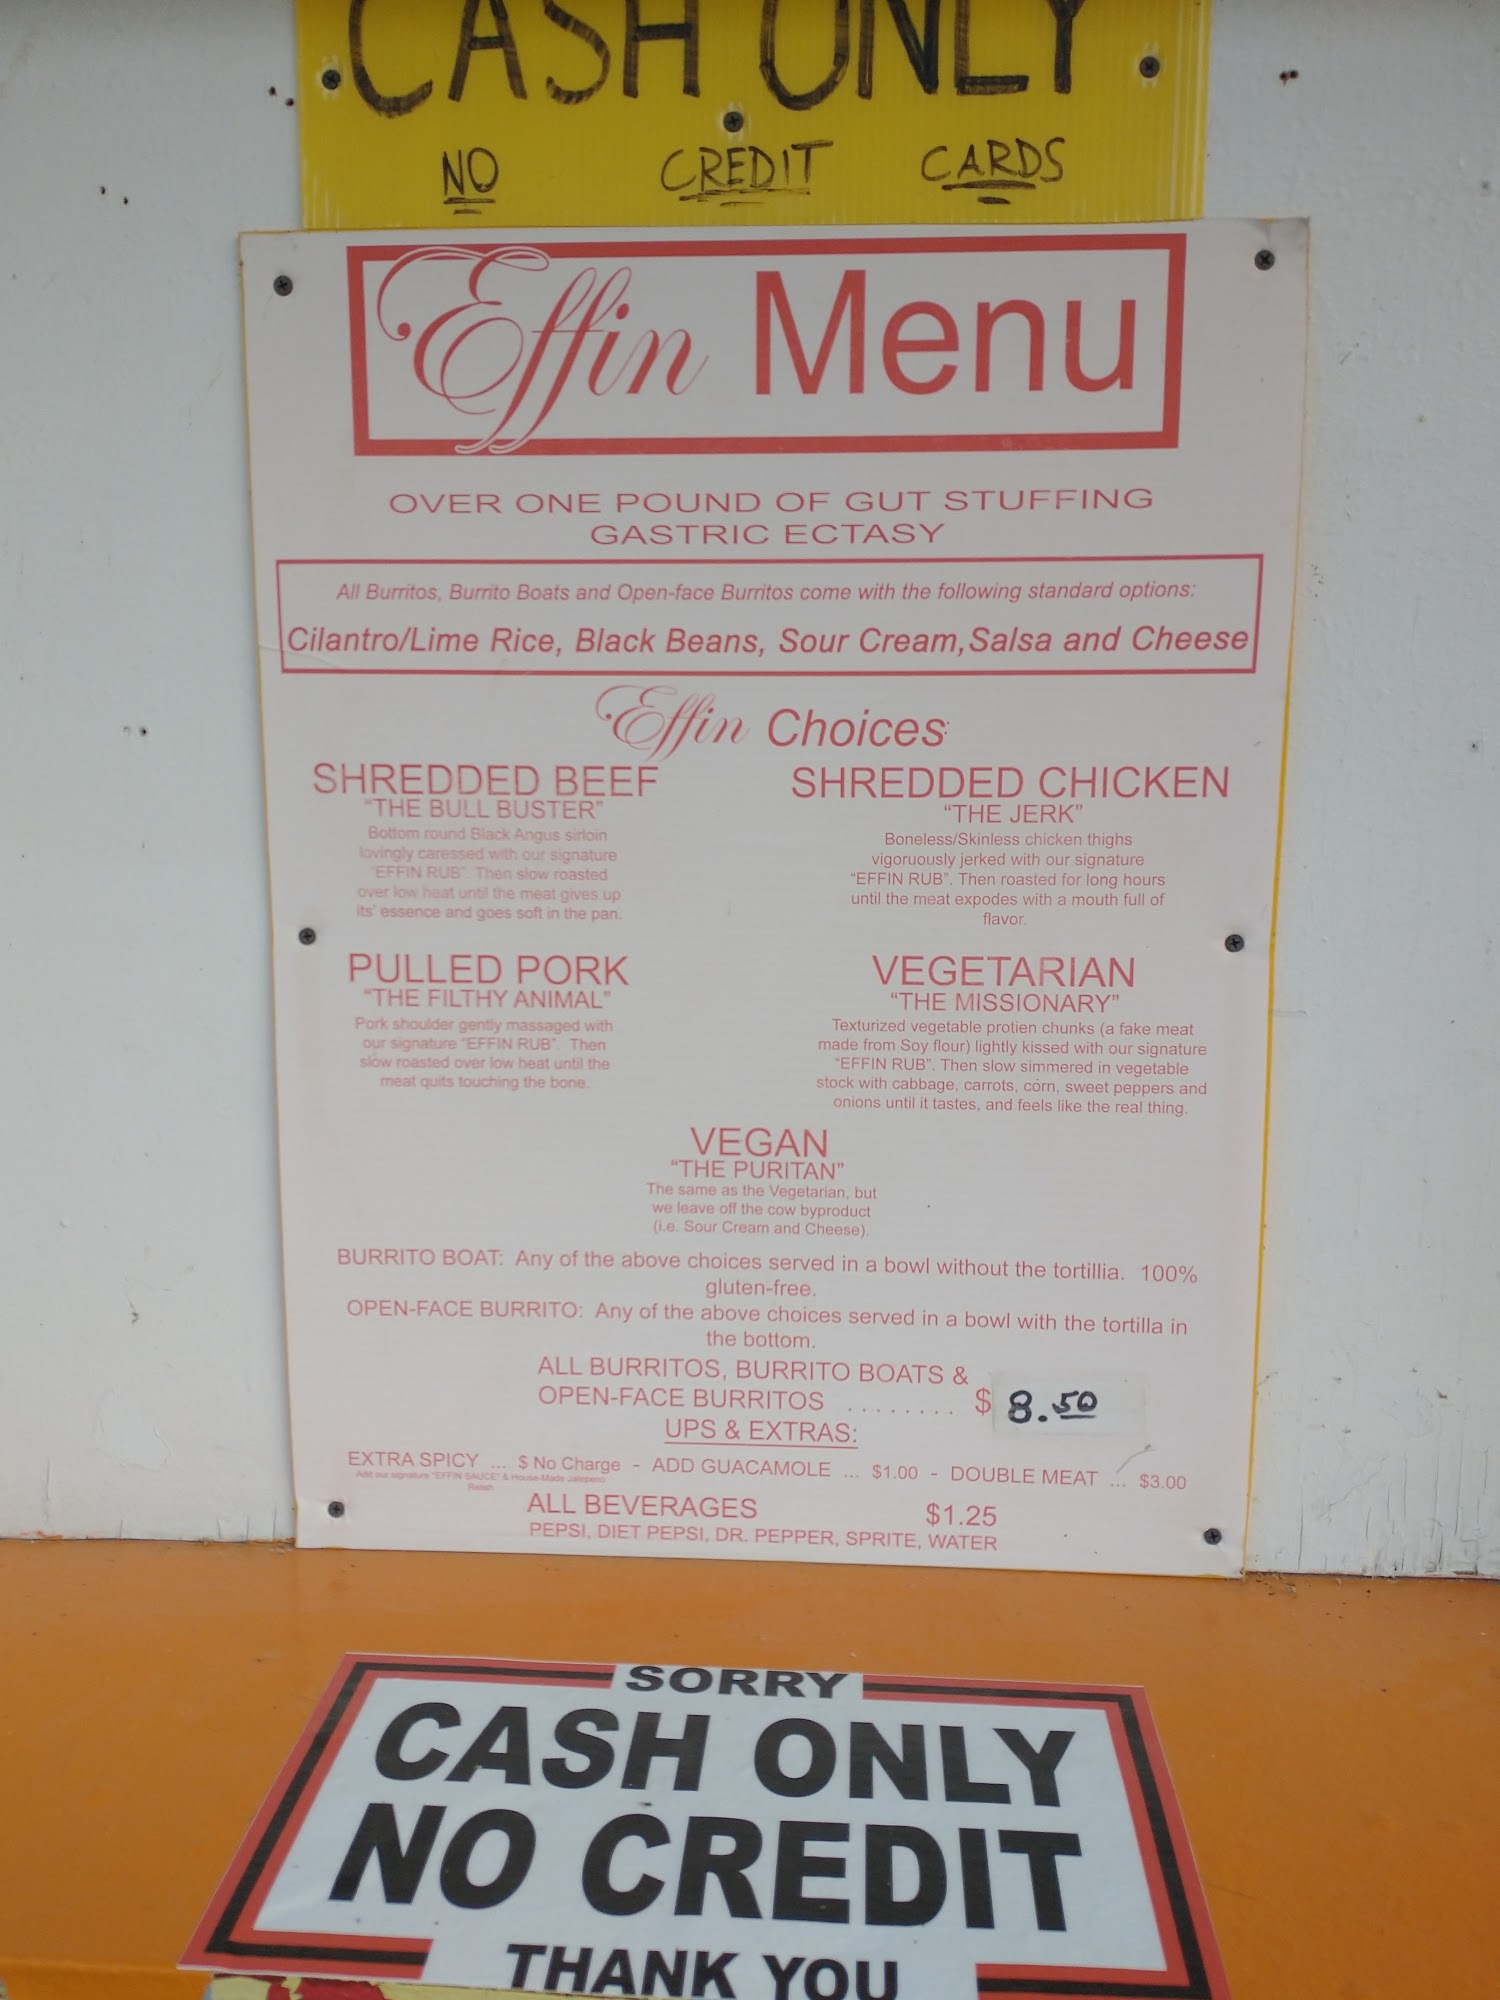 CASH ONLY
NO CREDIT CARDS
Effin Menu
OVER ONE POUND OF GUT STUFFING
GASTRIC ECTASY
All Burritos, Burrito Boats and Open-face Burritos come with the following standard options:
Cilantro/Lime Rice, Black Beans, Sour Cream, Salsa and Cheese
Effin Choices:
SHREDDED BEEF
"THE BULL BUSTER"
Bottom round Black Angus sirloin
lovingly caressed with our signature
"EFFIN RUB". Then slow roasted
over low heat until the meat gives up
its' essence and goes soft in the pan.
SHREDDED CHICKEN
"THE JERK"
Boneless/Skinless chicken thighs
vigoruously jerked with our signature
"EFFIN RUB". Then roasted for long hours
until the meat expodes with a mouth full of
flavor.
PULLED PORK
"THE FILTHY ANIMAL"
Pork shoulder gently massaged with
our signature "EFFIN RUB". Then
slow roasted over low heat until the
meat quits touching the bone.
VEGETARIAN
"THE MISSIONARY"
Texturized vegetable protien chunks (a fake meat
made from Soy flour) lightly kissed with our signature
"EFFIN RUB". Then slow simmered in vegetable
stock with cabbage, carrots, corn, sweet peppers and
onions until it tastes, and feels like the real thing.
VEGAN
"THE PURITAN"
The same as the Vegetarian, but
we leave off the cow byproduct
(i.e. Sour Cream and Cheese).
BURRITO BOAT: Any of the above choices served in a bowl without the tortillia. 100%
gluten-free.
OPEN-FACE BURRITO: Any of the above choices served in a bowl with the tortilla in
the bottom.
ALL BURRITOS, BURRITO BOATS &
OPEN-FACE BURRITOS ........ $ 8.50
UPS & EXTRAS:
EXTRA SPICY ... $ No Charge - ADD GUACAMOLE ... $1.00 - DOUBLE MEAT ... $3.00
Add our signature "EFFIN SAUCE" & House-Made Jalepeno
Relish
ALL BEVERAGES $1.25
PEPSI, DIET PEPSI, DR. PEPPER, SPRITE, WATER
SORRY
CASH ONLY
NO CREDIT
THANK YOU